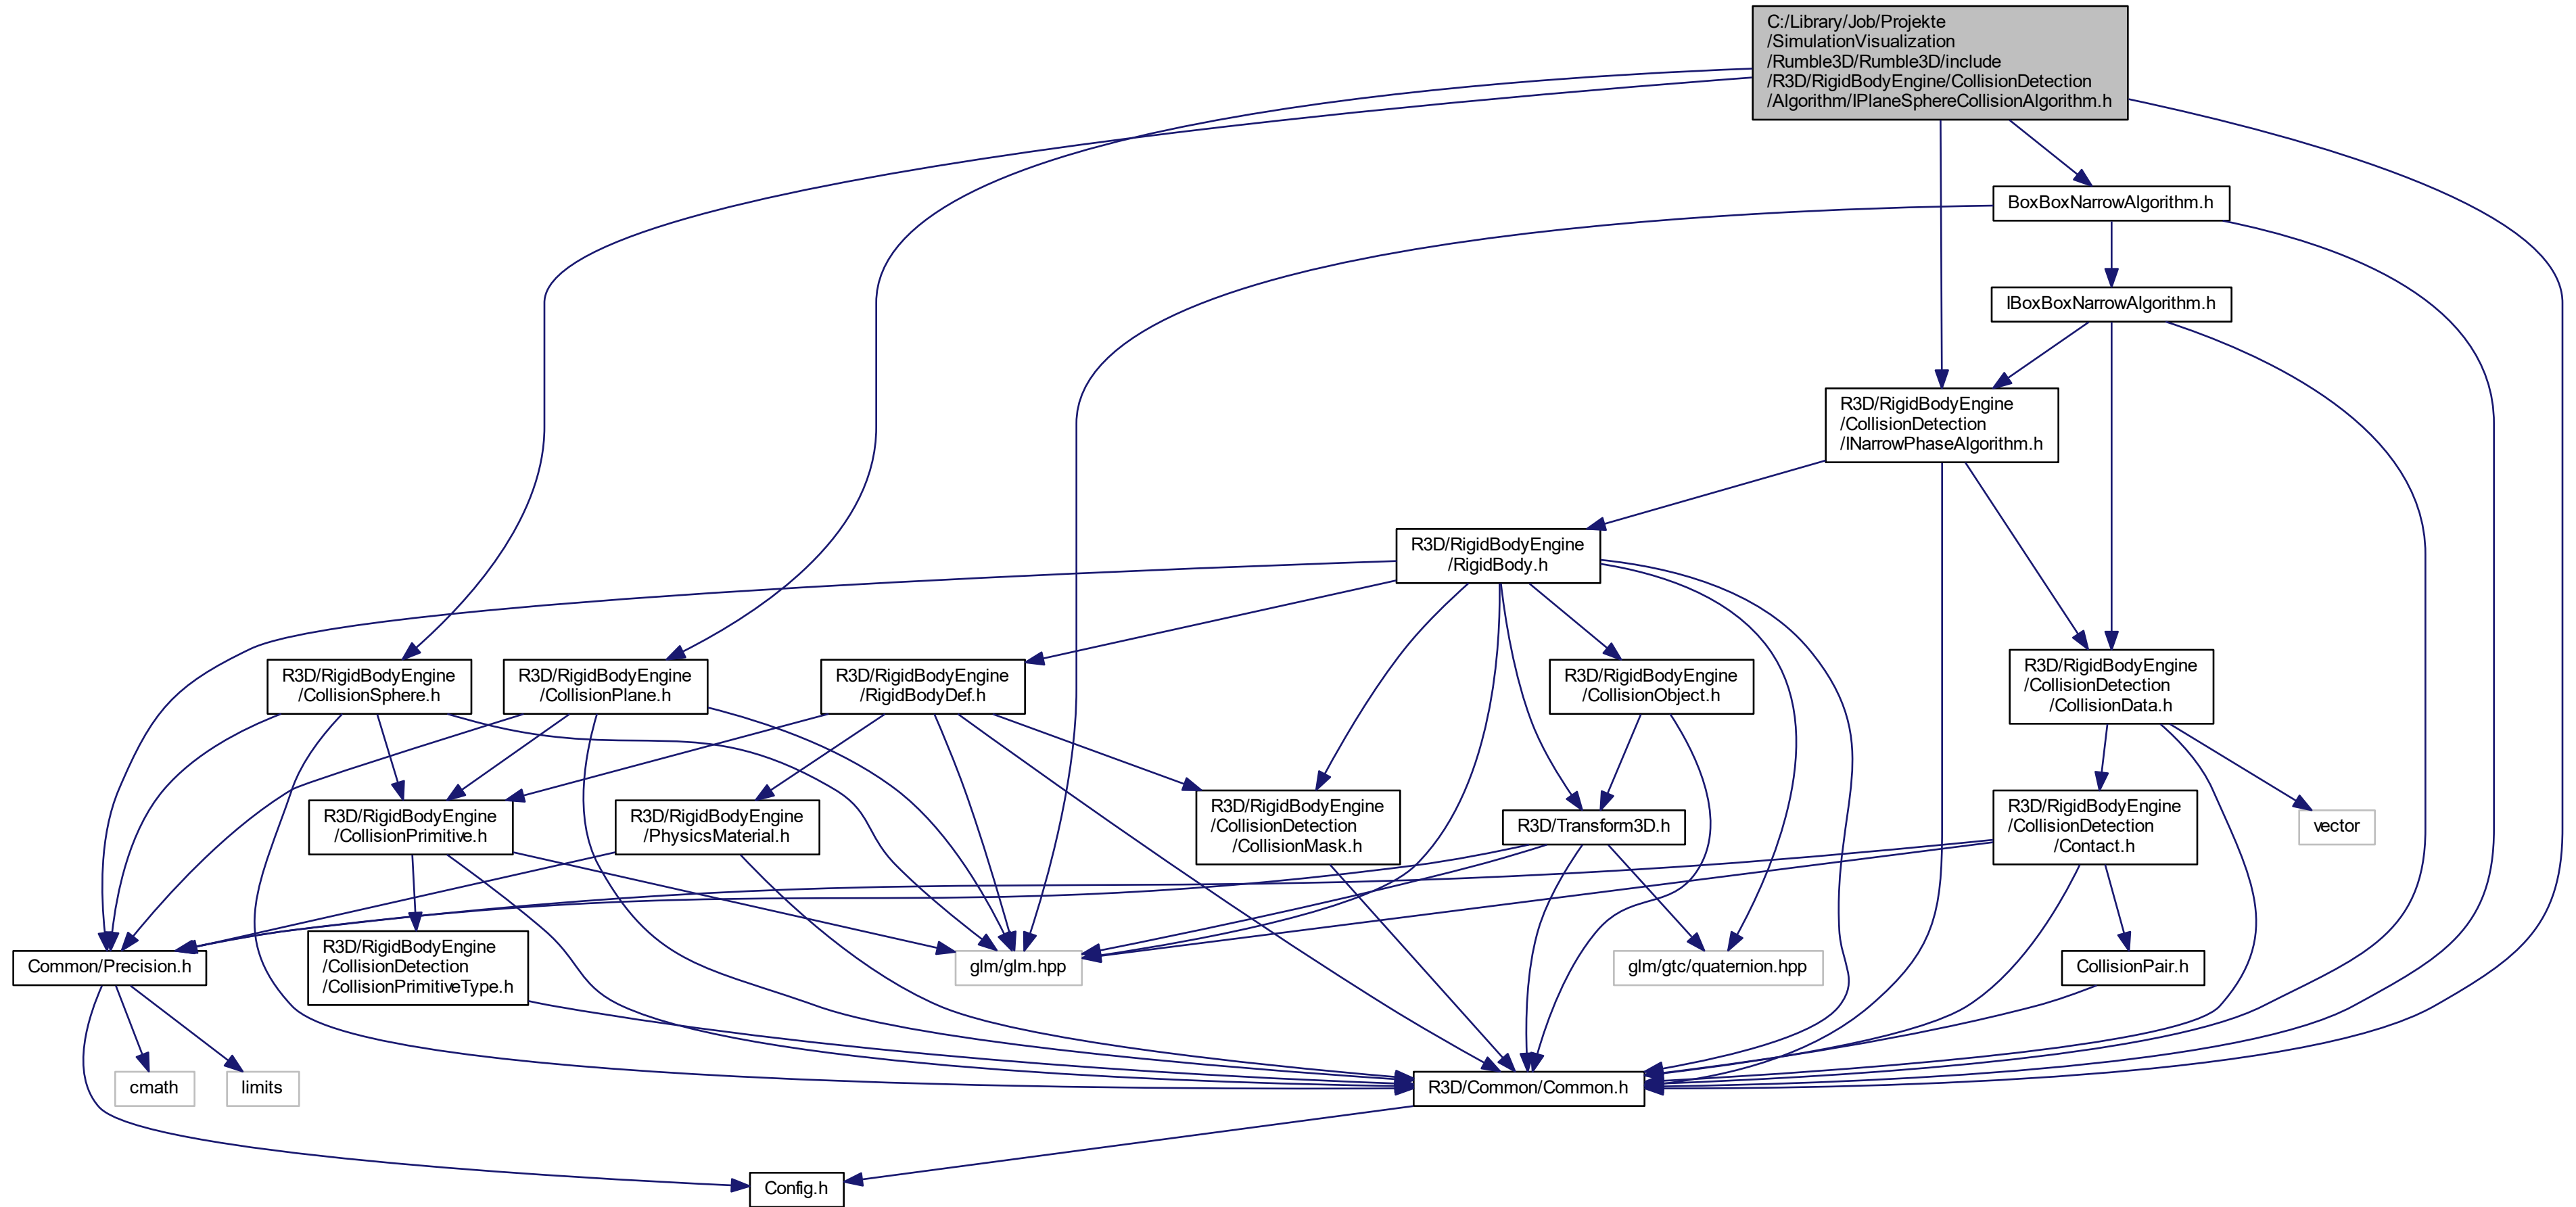 C:/Library/Job/Projekte
/SimulationVisualization
/Rumble3D/Rumble3D/include
/R3D/RigidBodyEngine/CollisionDetection
/Algorithm/IPlaneSphereCollisionAlgorithm.h
BoxBoxNarrowAlgorithm.h
IBoxBoxNarrowAlgorithm.h
R3D/RigidBodyEngine
/CollisionDetection
/INarrowPhaseAlgorithm.h
R3D/RigidBodyEngine
/RigidBody.h
R3D/RigidBodyEngine
/CollisionSphere.h
R3D/RigidBodyEngine
/CollisionPlane.h
R3D/RigidBodyEngine
/RigidBodyDef.h
R3D/RigidBodyEngine
/CollisionObject.h
R3D/RigidBodyEngine
/CollisionDetection
/CollisionData.h
R3D/RigidBodyEngine
/CollisionPrimitive.h
R3D/RigidBodyEngine
/PhysicsMaterial.h
R3D/RigidBodyEngine
/CollisionDetection
/CollisionMask.h
R3D/Transform3D.h
R3D/RigidBodyEngine
/CollisionDetection
/Contact.h
vector
Common/Precision.h
R3D/RigidBodyEngine
/CollisionDetection
/CollisionPrimitiveType.h
glm/glm.hpp
glm/gtc/quaternion.hpp
CollisionPair.h
cmath
limits
R3D/Common/Common.h
Config.h